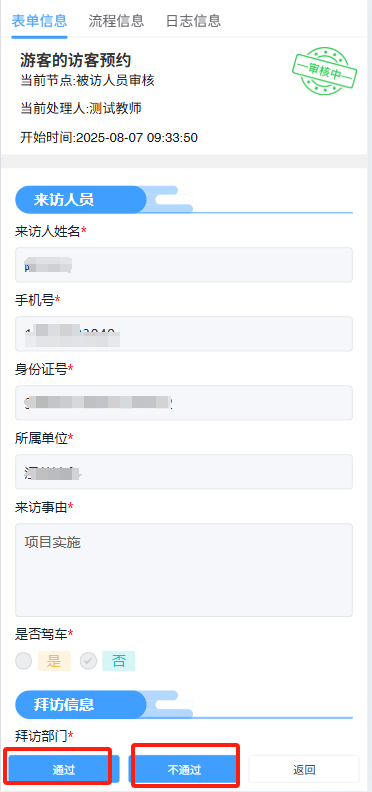 表单信息 流程信息 日志信息
游客的访客预约
当前节点:被访人员审核
审核中
当前处理人:测试教师
开始时间:2025-08-07 09:33:50
来访人员
来访人姓名*
手机号*
身份证号*
所属单位*
来访事由*
项目实施
是否驾车*
是 否
拜访信息
拜访部门*
通过 不通过 返回